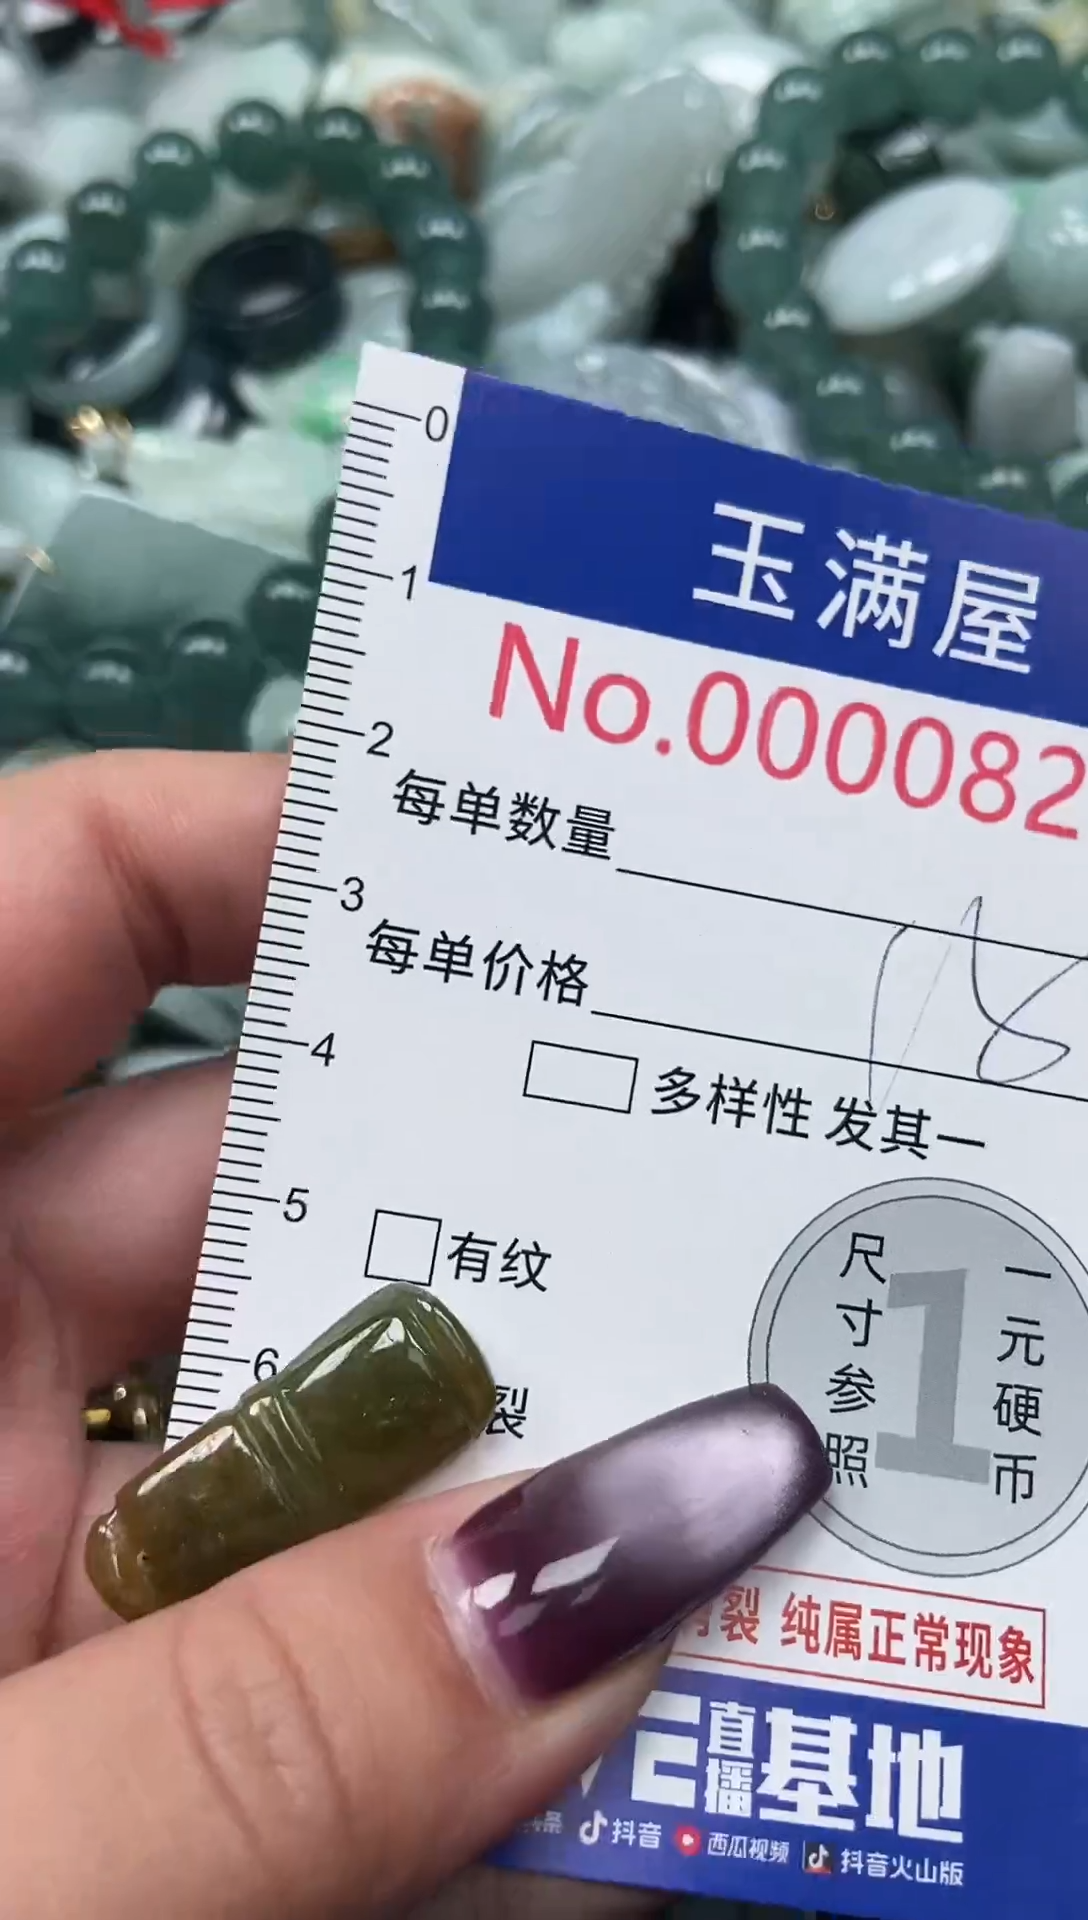 0
玉满屋
1
No.000082
2
每单数量
3
每单价格
18
4
多样性 发其一
5
有纹
尺寸参照
1
一元硬币
6
裂
裂 纯属正常现象
直播基地
抖音 西瓜视频 抖音火山版